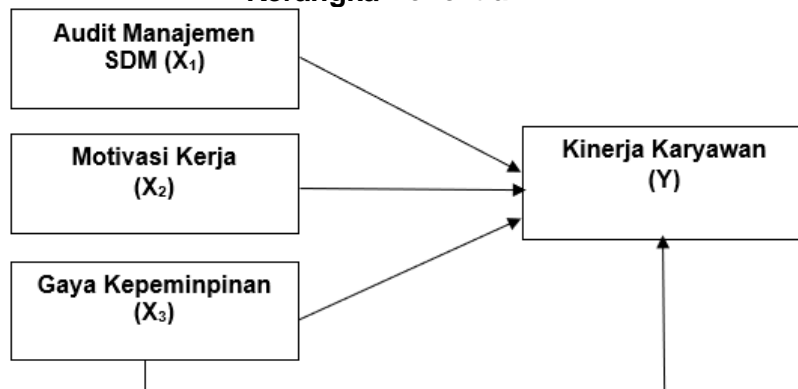 Audit Manajemen
SDM (X₁)
Motivasi Kerja
(X₂)
Kinerja Karyawan
(Y)
Gaya Kepeminpinan
(X₃)